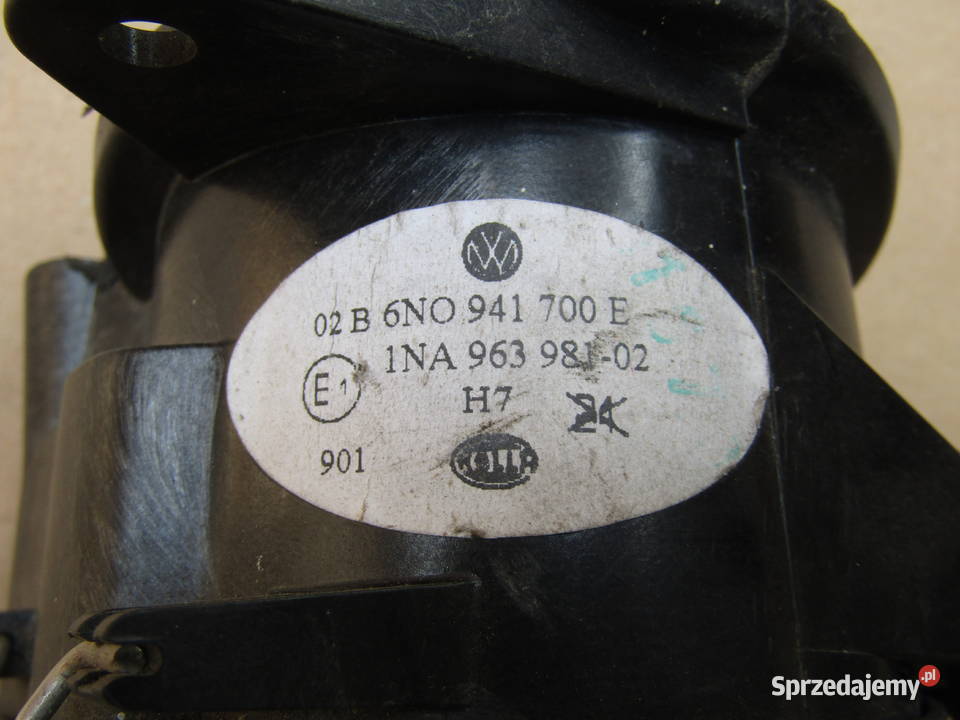 02 B 6NO 941 700 E
1NA 963 981-02
E1
H7
901
HELLA
Sprzedajemy.pl